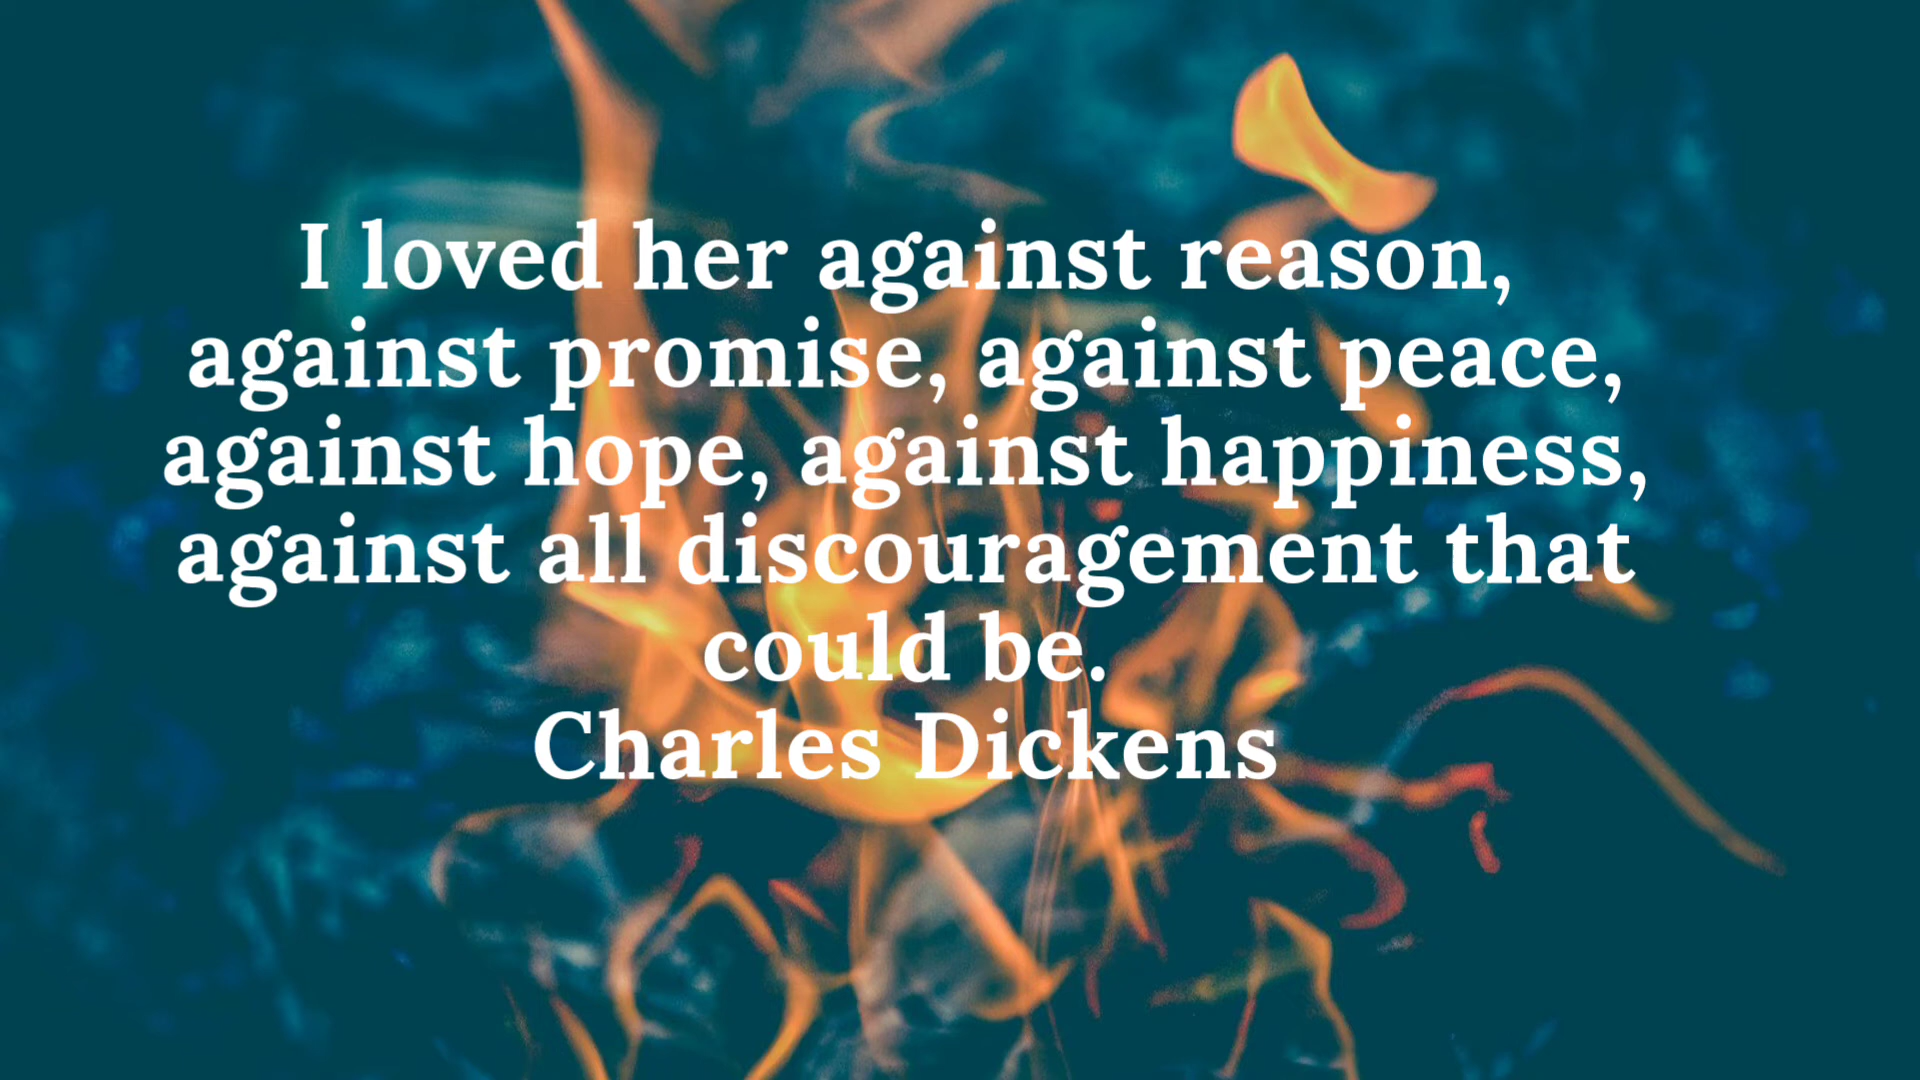 I loved her against reason,
against promise, against peace,
against hope, against happiness,
against all discouragement that
could be.
Charles Dickens